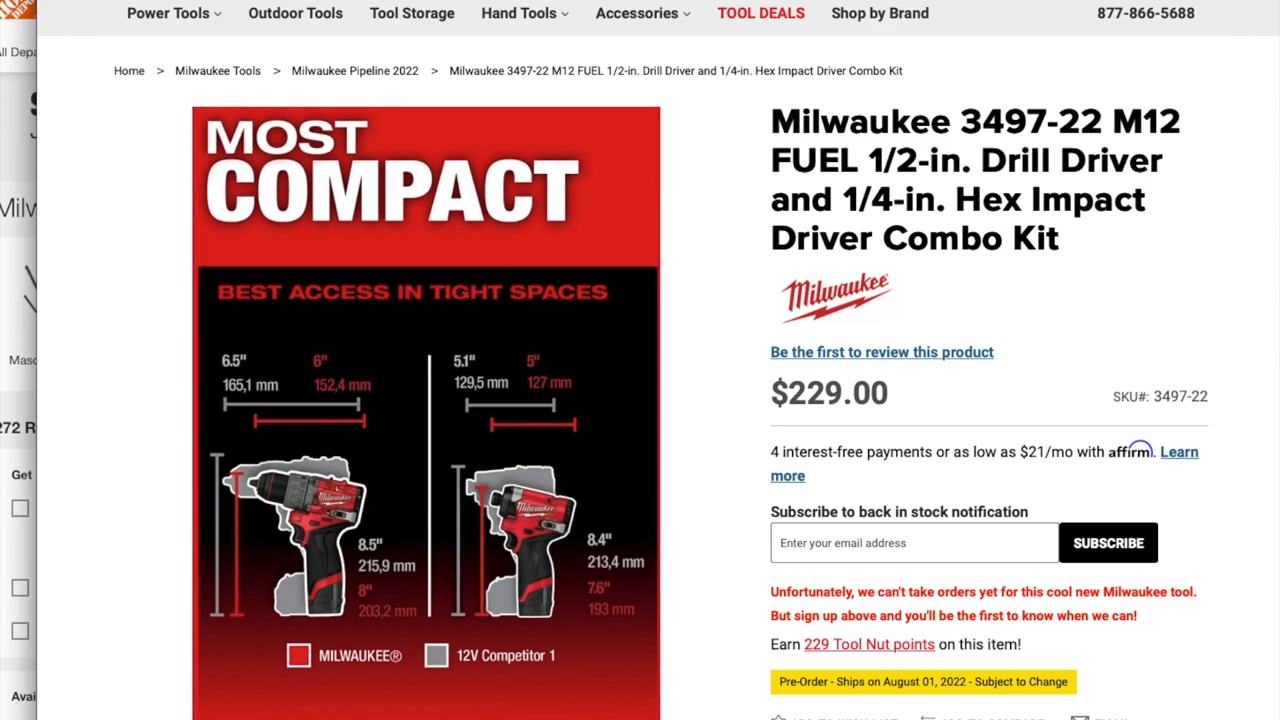 Power Tools
Outdoor Tools
Tool Storage
Hand Tools
Accessories
TOOL DEALS
Shop by Brand
877-866-5688
Home > Milwaukee Tools > Milwaukee Pipeline 2022 > Milwaukee 3497-22 M12 FUEL 1/2-in. Drill Driver and 1/4-in. Hex Impact Driver Combo Kit
MOST
COMPACT
BEST ACCESS IN TIGHT SPACES
6.5" 6" 5.1" 5"
165,1 mm 152,4 mm 129,5 mm 127 mm
Milwaukee
Milwaukee
8.5"
215,9 mm
8"
203,2 mm
8.4"
213,4 mm
7.6"
193 mm
MILWAUKEE®
12V Competitor 1
Milwaukee 3497-22 M12
FUEL 1/2-in. Drill Driver
and 1/4-in. Hex Impact
Driver Combo Kit
Milwaukee
Be the first to review this product
$229.00
SKU#: 3497-22
4 interest-free payments or as low as $21/mo with affirm. Learn
more
Subscribe to back in stock notification
Enter your email address
SUBSCRIBE
Unfortunately, we can't take orders yet for this cool new Milwaukee tool.
But sign up above and you'll be the first to know when we can!
Earn 229 Tool Nut points on this item!
Pre-Order - Ships on August 01, 2022 - Subject to Change
Get